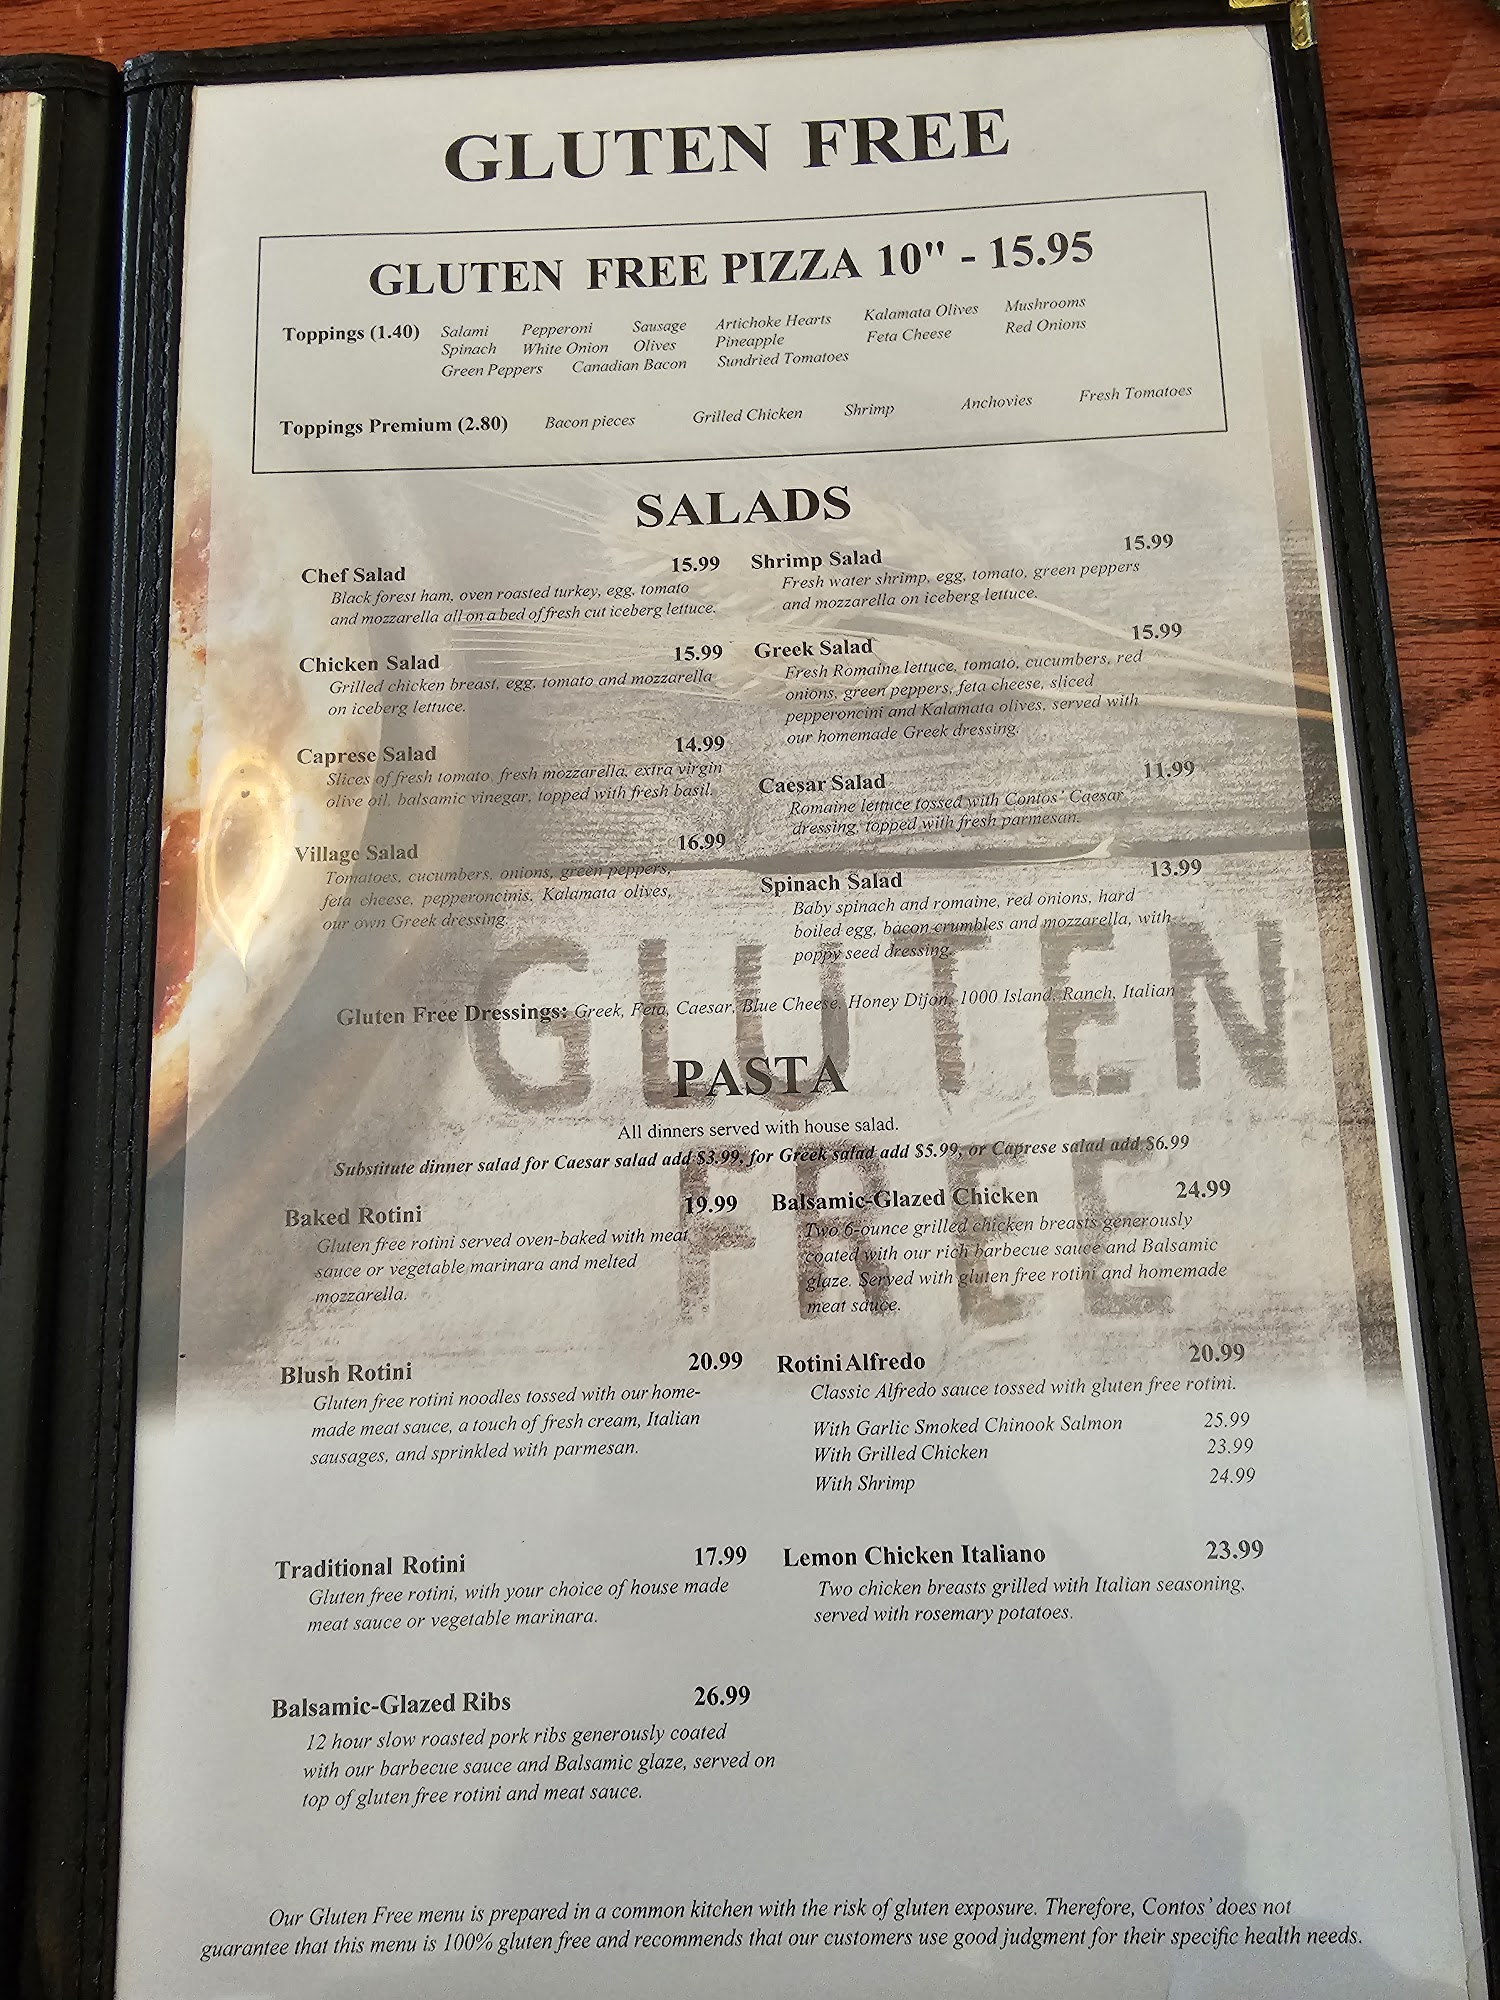 GLUTEN FREE
GLUTEN FREE PIZZA 10" - 15.95
Toppings (1.40) Salami Pepperoni Sausage Artichoke Hearts Kalamata Olives Mushrooms
Spinach White Onion Olives Pineapple Feta Cheese Red Onions
Green Peppers Canadian Bacon Sundried Tomatoes
Toppings Premium (2.80) Bacon pieces Grilled Chicken Shrimp Anchovies Fresh Tomatoes
SALADS
Chef Salad 15.99
Black forest ham, oven roasted turkey, egg, tomato
and mozzarella all on a bed of fresh cut iceberg lettuce.
Chicken Salad 15.99
Grilled chicken breast, egg, tomato and mozzarella
on iceberg lettuce.
Caprese Salad 14.99
Slices of fresh tomato, fresh mozzarella, extra virgin
olive oil, balsamic vinegar, topped with fresh basil.
Village Salad 16.99
Tomatoes, cucumbers, onions, green peppers,
feta cheese, pepperoncinis, Kalamata olives,
our own Greek dressing.
Shrimp Salad 15.99
Fresh water shrimp, egg, tomato, green peppers
and mozzarella on iceberg lettuce.
Greek Salad 15.99
Fresh Romaine lettuce, tomato, cucumbers, red
onions, green peppers, feta cheese, sliced
pepperoncini and Kalamata olives, served with
our homemade Greek dressing.
Caesar Salad 11.99
Romaine lettuce tossed with Contos' Caesar
dressing, topped with fresh parmesan.
Spinach Salad 13.99
Baby spinach and romaine, red onions, hard
boiled egg, bacon crumbles and mozzarella, with
poppy seed dressing.
Gluten Free Dressings: Greek, Feta, Caesar, Blue Cheese, Honey Dijon, 1000 Island, Ranch, Italian
GLUTEN
FREE
PASTA
All dinners served with house salad.
Substitute dinner salad for Caesar salad add $3.99, for Greek salad add $5.99, or Caprese salad add $6.99
Baked Rotini 19.99
Gluten free rotini served oven-baked with meat
sauce or vegetable marinara and melted
mozzarella.
Balsamic-Glazed Chicken 24.99
Two 6-ounce grilled chicken breasts generously
coated with our rich barbecue sauce and Balsamic
glaze. Served with gluten free rotini and homemade
meat sauce.
Blush Rotini 20.99
Gluten free rotini noodles tossed with our home-
made meat sauce, a touch of fresh cream, Italian
sausages, and sprinkled with parmesan.
Rotini Alfredo 20.99
Classic Alfredo sauce tossed with gluten free rotini.
With Garlic Smoked Chinook Salmon 25.99
With Grilled Chicken 23.99
With Shrimp 24.99
Traditional Rotini 17.99
Gluten free rotini, with your choice of house made
meat sauce or vegetable marinara.
Lemon Chicken Italiano 23.99
Two chicken breasts grilled with Italian seasoning,
served with rosemary potatoes.
Balsamic-Glazed Ribs 26.99
12 hour slow roasted pork ribs generously coated
with our barbecue sauce and Balsamic glaze, served on
top of gluten free rotini and meat sauce.
Our Gluten Free menu is prepared in a common kitchen with the risk of gluten exposure. Therefore, Contos' does not
guarantee that this menu is 100% gluten free and recommends that our customers use good judgment for their specific health needs.